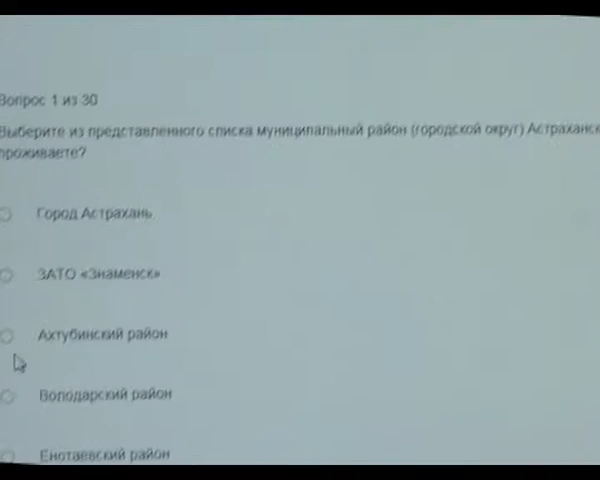 Вопрос 1 из 30
Выберите из представленного списка муниципальный район (городской округ)
проживаете?
Город Астрахань
ЗАТО «Знаменск»
Ахтубинский район
Володарский район
Енотаевский район